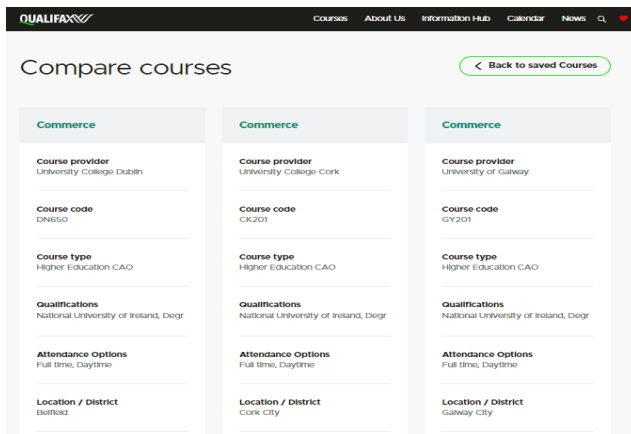 QUALIFAX
Courses About Us Information Hub Calendar News
Compare courses
Back to saved Courses
Commerce
Course provider
University College Dublin
Course code
DN650
Course type
Higher Education CAO
Qualifications
National University of Ireland, Degr
Attendance Options
Full time, Daytime
Location / District
Belfield
Commerce
Course provider
University College Cork
Course code
CK201
Course type
Higher Education CAO
Qualifications
National University of Ireland, Degr
Attendance Options
Full time, Daytime
Location / District
Cork City
Commerce
Course provider
University of Galway
Course code
GY201
Course type
Higher Education CAO
Qualifications
National University of Ireland, Degr
Attendance Options
Full time, Daytime
Location / District
Galway City